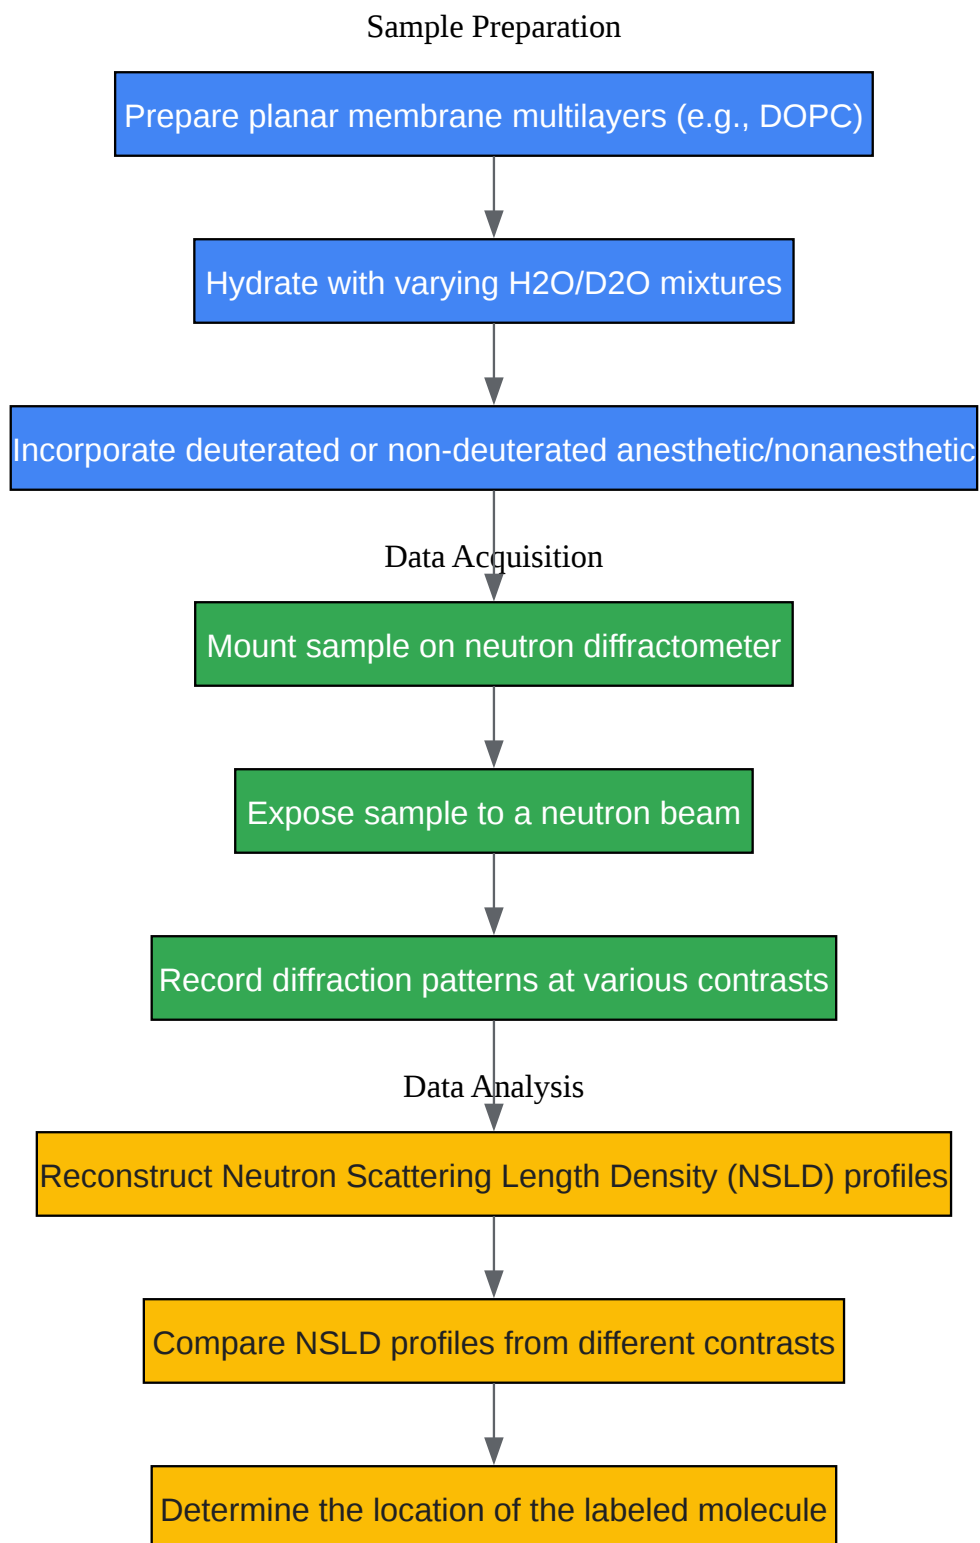 Sample Preparation
Prepare planar membrane multilayers (e.g., DOPC)
Hydrate with varying H2O/D2O mixtures
Incorporate deuterated or non-deuterated anesthetic/nonanesthetic
Data Acquisition
Mount sample on neutron diffractometer
Expose sample to a neutron beam
Record diffraction patterns at various contrasts
Data Analysis
Reconstruct Neutron Scattering Length Density (NSLD) profiles
Compare NSLD profiles from different contrasts
Determine the location of the labeled molecule